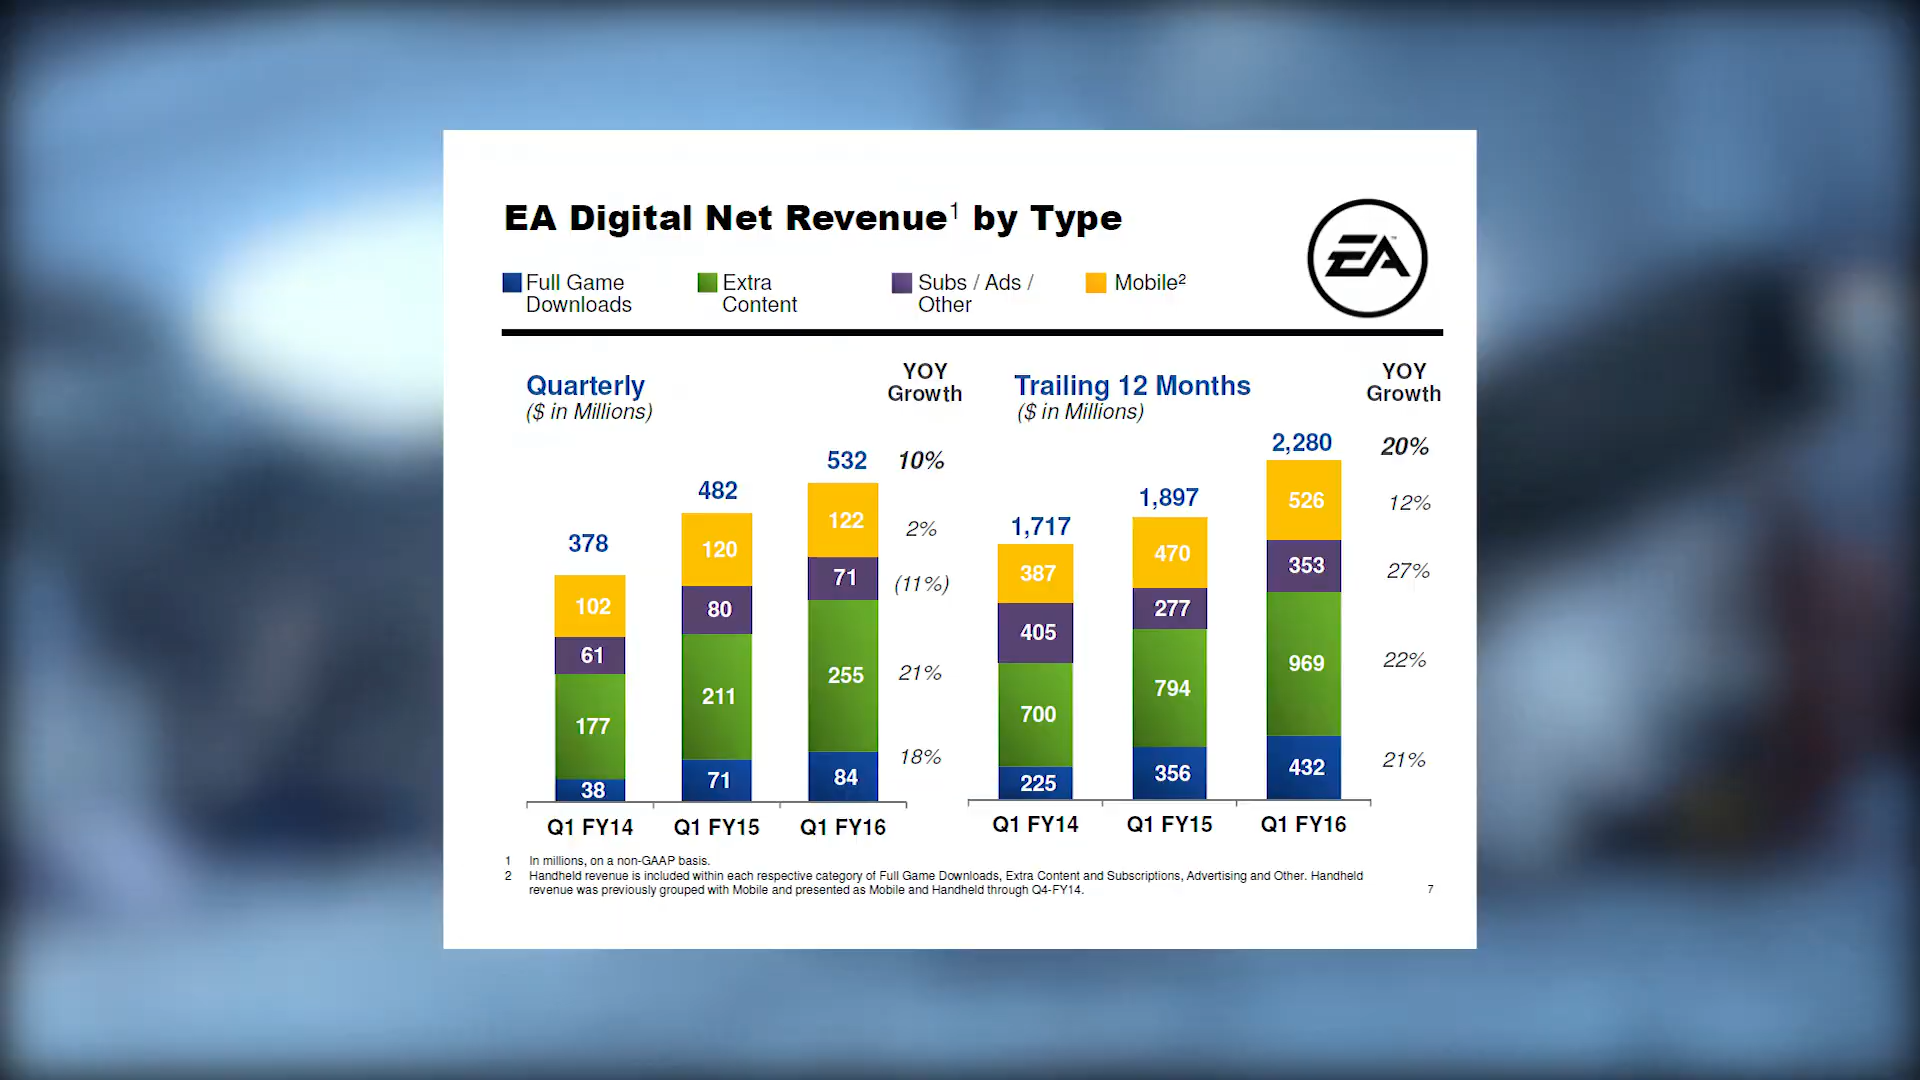 EA Digital Net Revenue¹ by Type
EA™
Full Game
Downloads
Extra
Content
Subs / Ads /
Other
Mobile²
Quarterly
($ in Millions)
YOY
Growth
532 10%
482
378
122 2%
120
102
71 (11%)
80
61
255 21%
211
177
84 18%
71
38
Q1 FY14 Q1 FY15 Q1 FY16
Trailing 12 Months
($ in Millions)
YOY
Growth
2,280 20%
1,897
1,717
526 12%
470
387
353 27%
277
405
969 22%
794
700
432 21%
356
225
Q1 FY14 Q1 FY15 Q1 FY16
1 In millions, on a non-GAAP basis.
2 Handheld revenue is included within each respective category of Full Game Downloads, Extra Content and Subscriptions, Advertising and Other. Handheld
revenue was previously grouped with Mobile and presented as Mobile and Handheld through Q4-FY14.
7